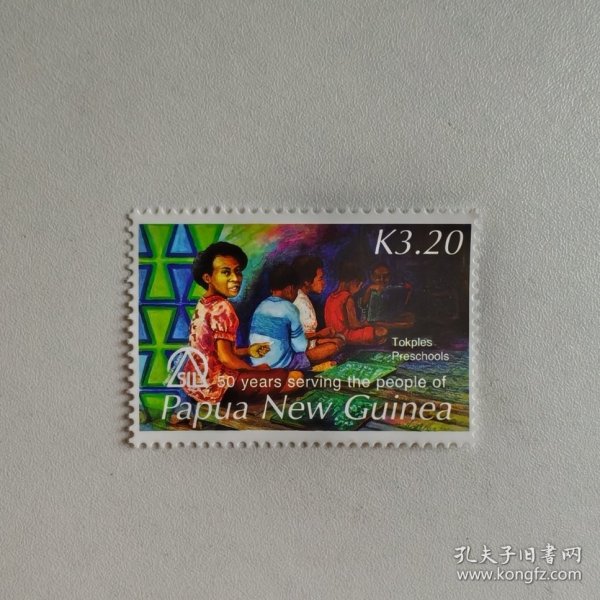 K3.20
Tokples
Preschools
SIL 50 years serving the people of
Papua New Guinea
孔夫子旧书网
www.kongfz.com